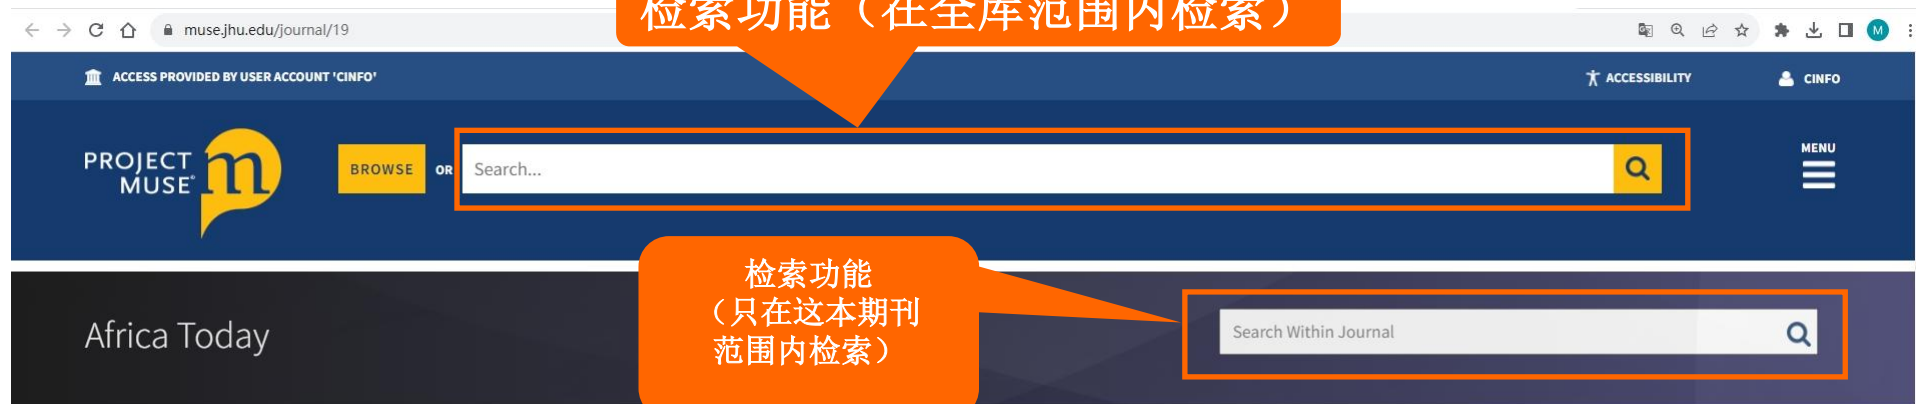 检索功能（在全库范围内检索）
muse.jhu.edu/journal/19
M
ACCESS PROVIDED BY USER ACCOUNT 'CINFO'
ACCESSIBILITY
CINFO
PROJECT
MUSE®
m
BROWSE
OR
Search...
MENU
检索功能
（只在这本期刊
范围内检索）
Africa Today
Search Within Journal